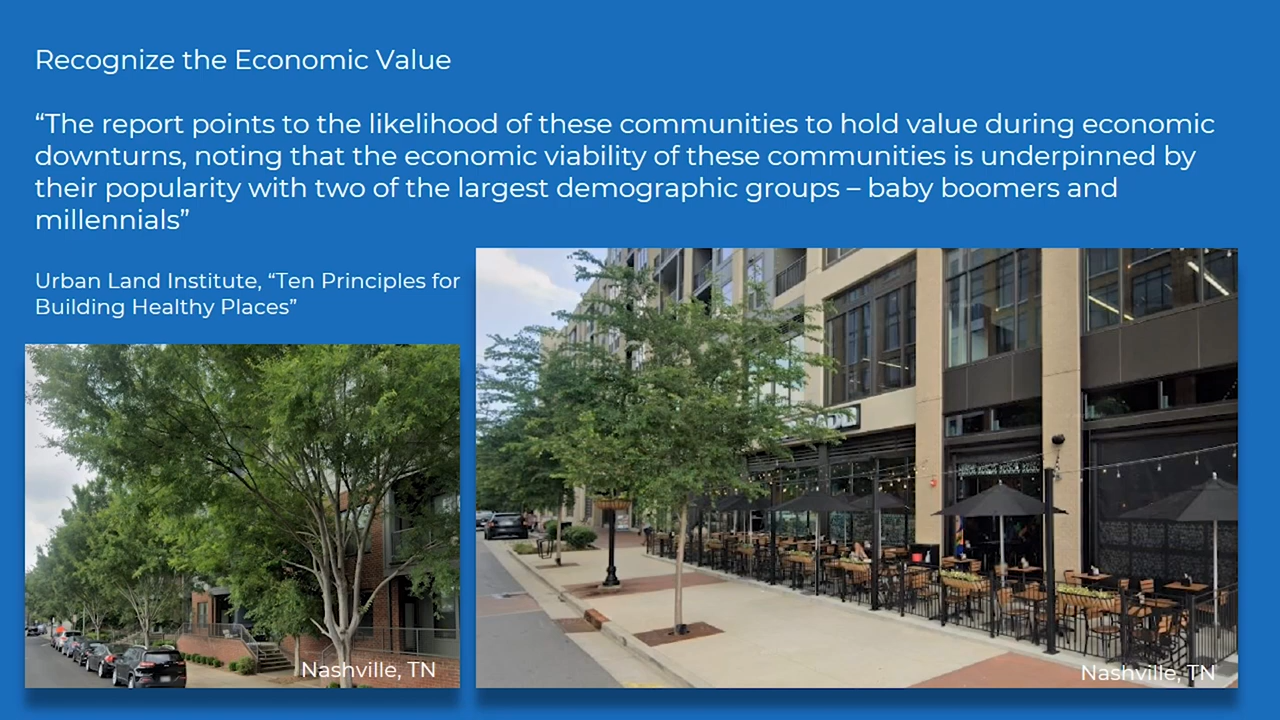 Recognize the Economic Value
“The report points to the likelihood of these communities to hold value during economic
downturns, noting that the economic viability of these communities is underpinned by
their popularity with two of the largest demographic groups – baby boomers and
millennials”
Urban Land Institute, “Ten Principles for
Building Healthy Places”
Nashville, TN
Nashville, TN